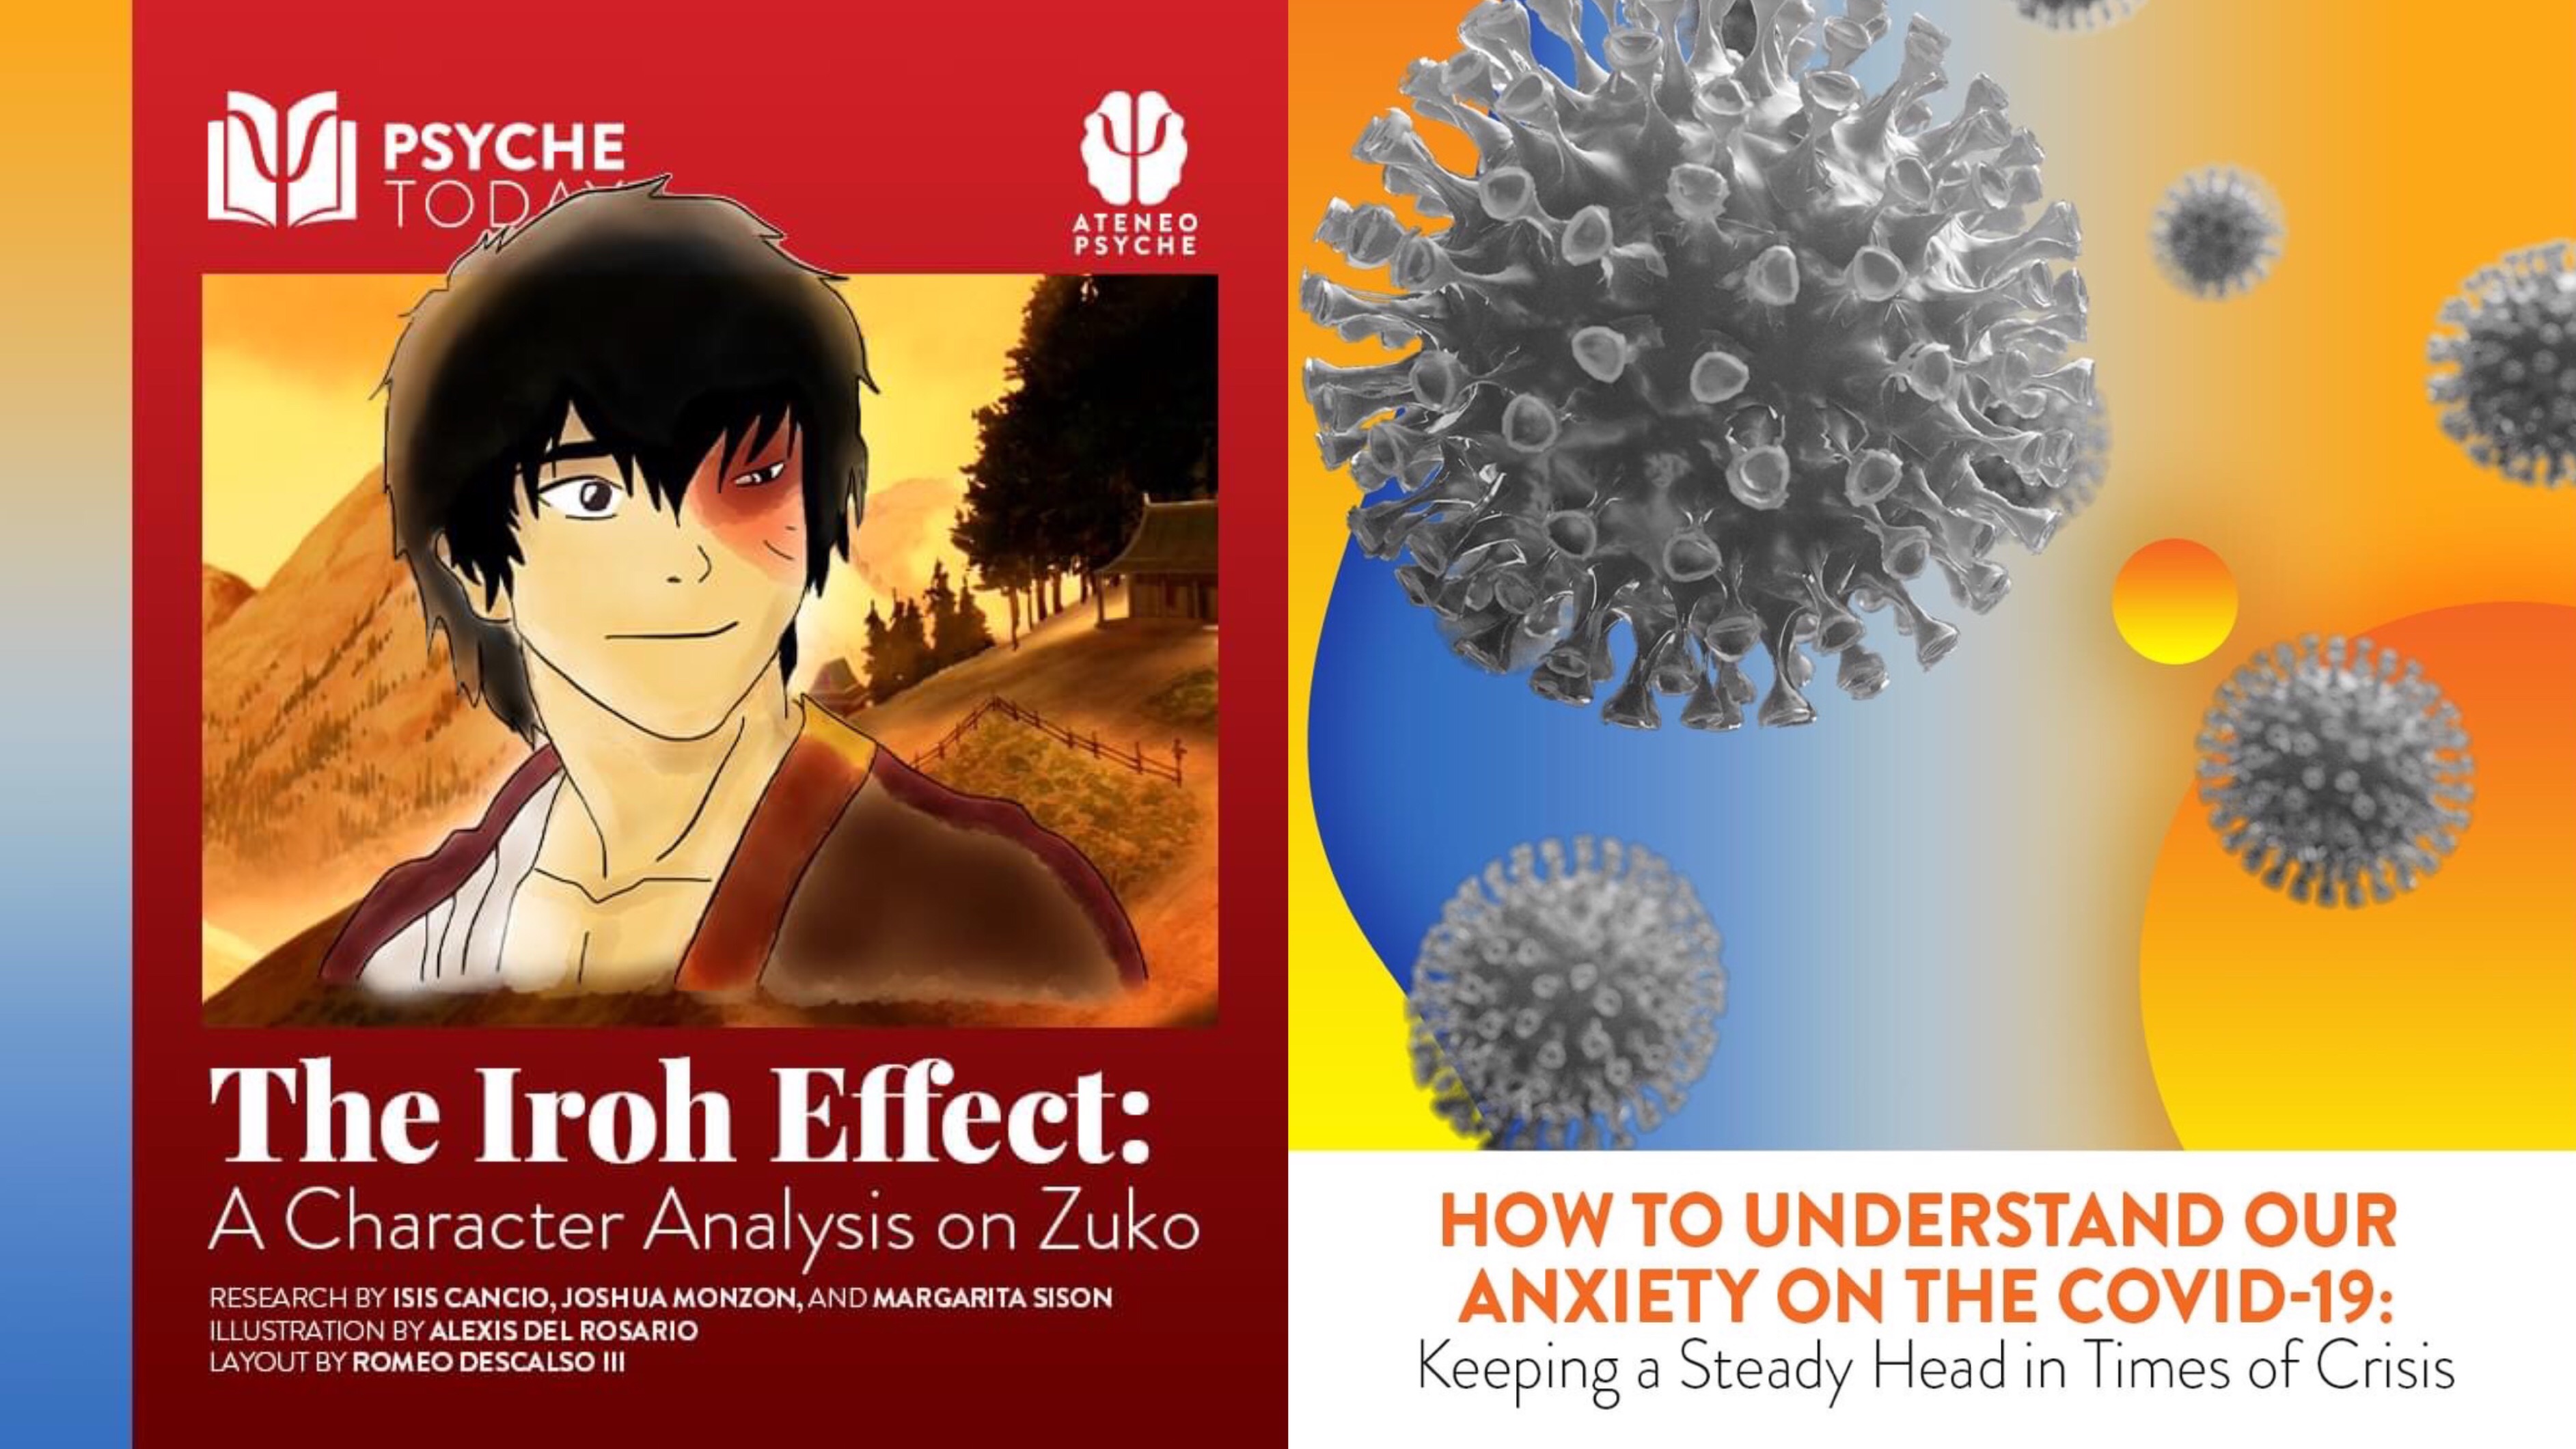 PSYCHE
TODAY
ATENEO
PSYCHE
The Iroh Effect:
A Character Analysis on Zuko
RESEARCH BY ISIS CANCIO, JOSHUA MONZON, AND MARGARITA SISON
ILLUSTRATION BY ALEXIS DEL ROSARIO
LAYOUT BY ROMEO DESCALSO III
HOW TO UNDERSTAND OUR
ANXIETY ON THE COVID-19:
Keeping a Steady Head in Times of Crisis